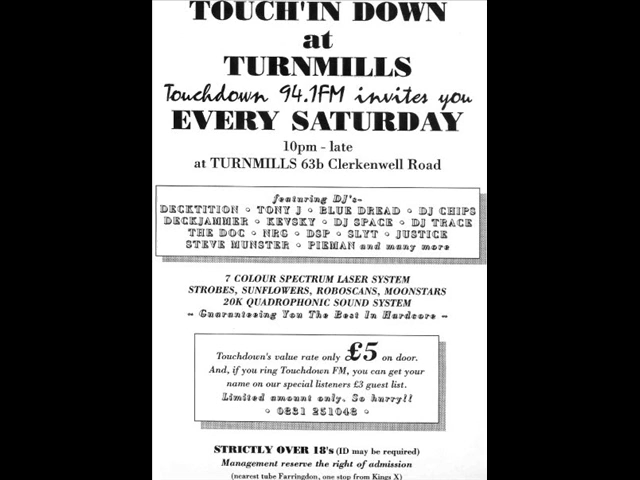 TOUCH'IN DOWN
at
TURNMILLS
Touchdown 94.1FM invites you
EVERY SATURDAY
10pm - late
at TURNMILLS 63b Clerkenwell Road
featuring DJ's-
DECKTITION • TONY J • BLUE DREAD • DJ CHIPS
DECKJAMMER • KEVSKY • DJ SPACE • DJ TRACE
THE DOC • NRG • DSP • SLYT • JUSTICE
STEVE MUNSTER • PIEMAN and many more
7 COLOUR SPECTRUM LASER SYSTEM
STROBES, SUNFLOWERS, ROBOSCANS, MOONSTARS
20K QUADROPHONIC SOUND SYSTEM
~ Guaranteeing You The Best In Hardcore ~
Touchdown's value rate only £5 on door.
And, if you ring Touchdown FM, you can get your
name on our special listeners £3 guest list.
Limited amount only. So hurry!!
• 0831 251048 •
STRICTLY OVER 18's (ID may be required)
Management reserve the right of admission
(nearest tube Farringdon, one stop from Kings X)